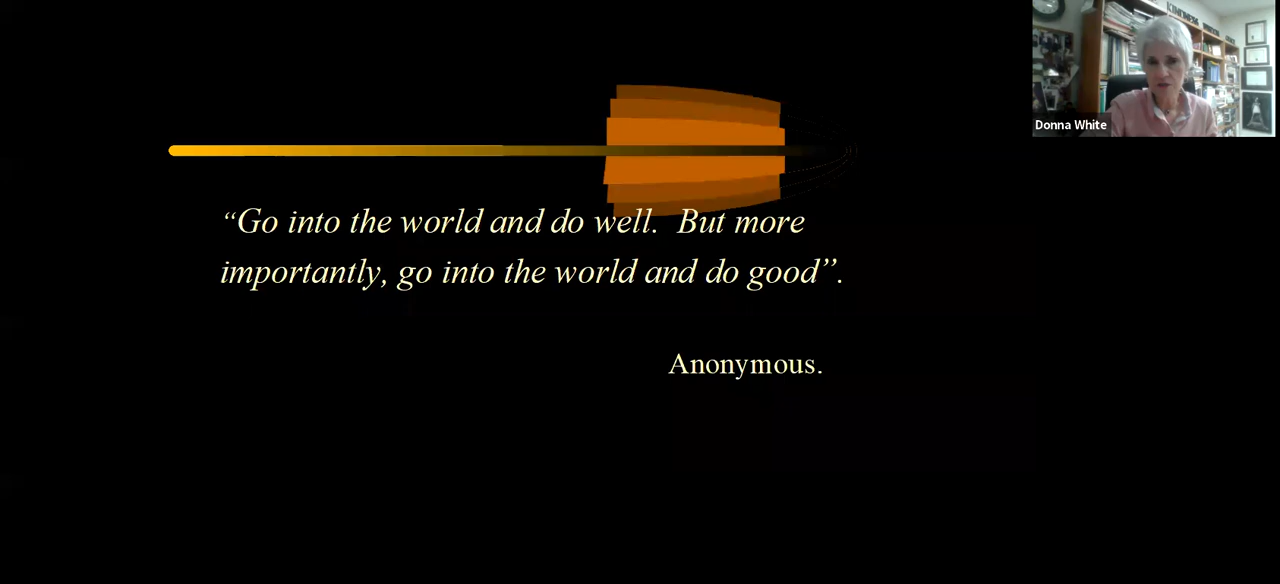 “Go into the world and do well.  But more
importantly, go into the world and do good”.
Anonymous.
Donna White
KINDNESS